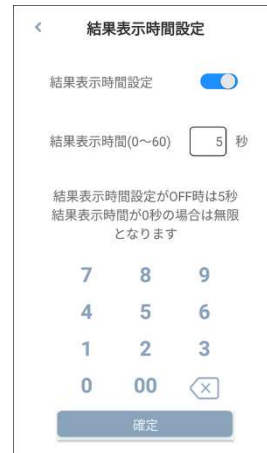 結果表示時間設定
結果表示時間設定
結果表示時間(0～60) 5 秒
結果表示時間設定がOFF時は5秒
結果表示時間が0秒の場合は無限
となります
7 8 9
4 5 6
1 2 3
0 00
確定